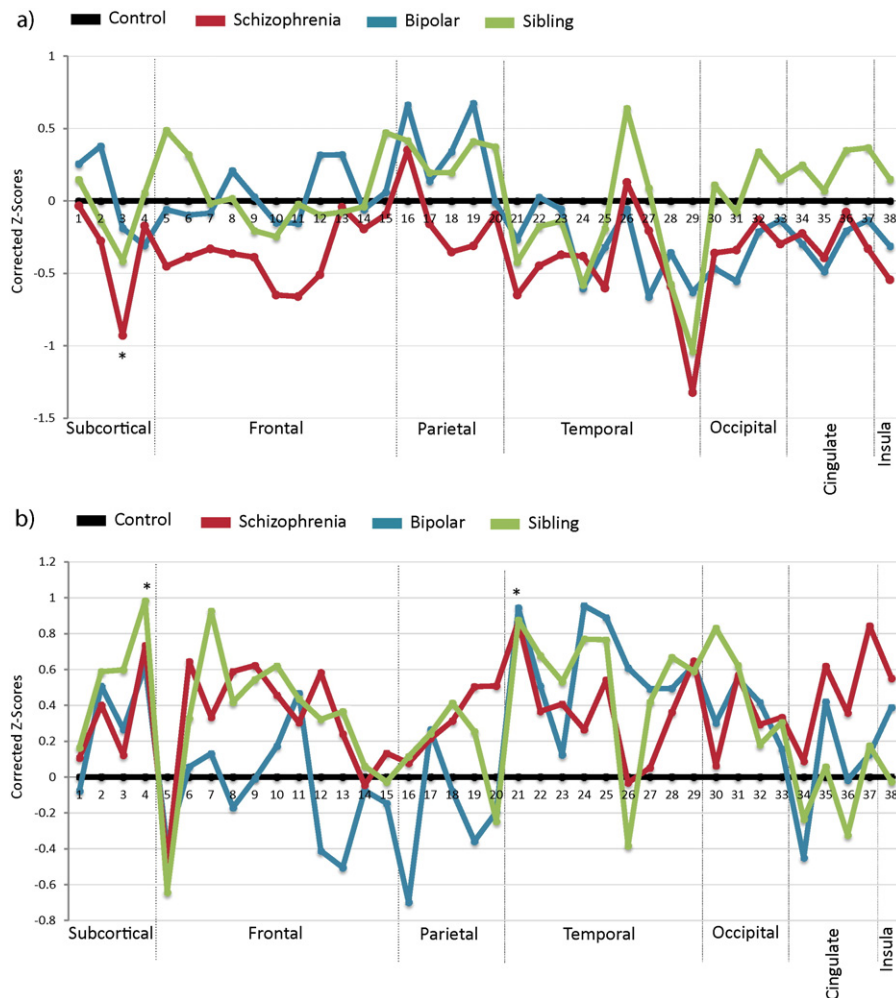 a)
Control Schizophrenia Bipolar Sibling
1
0.5
0
-0.5
-1
-1.5
Corrected Z-Scores
1 2 3 4 5 6 7 8 9 10 11 12 13 14 15 16 17 18 19 20 21 22 23 24 25 26 27 28 29 30 31 32 33 34 35 36 37 38
*
Subcortical Frontal Parietal Temporal Occipital Cingulate Insula
b)
Control Schizophrenia Bipolar Sibling
1.2
1
0.8
0.6
0.4
0.2
0
-0.2
-0.4
-0.6
-0.8
Corrected Z-Scores
* *
1 2 3 4 5 6 7 8 9 10 11 12 13 14 15 16 17 18 19 20 21 22 23 24 25 26 27 28 29 30 31 32 33 34 35 36 37 38
Subcortical Frontal Parietal Temporal Occipital Cingulate Insula